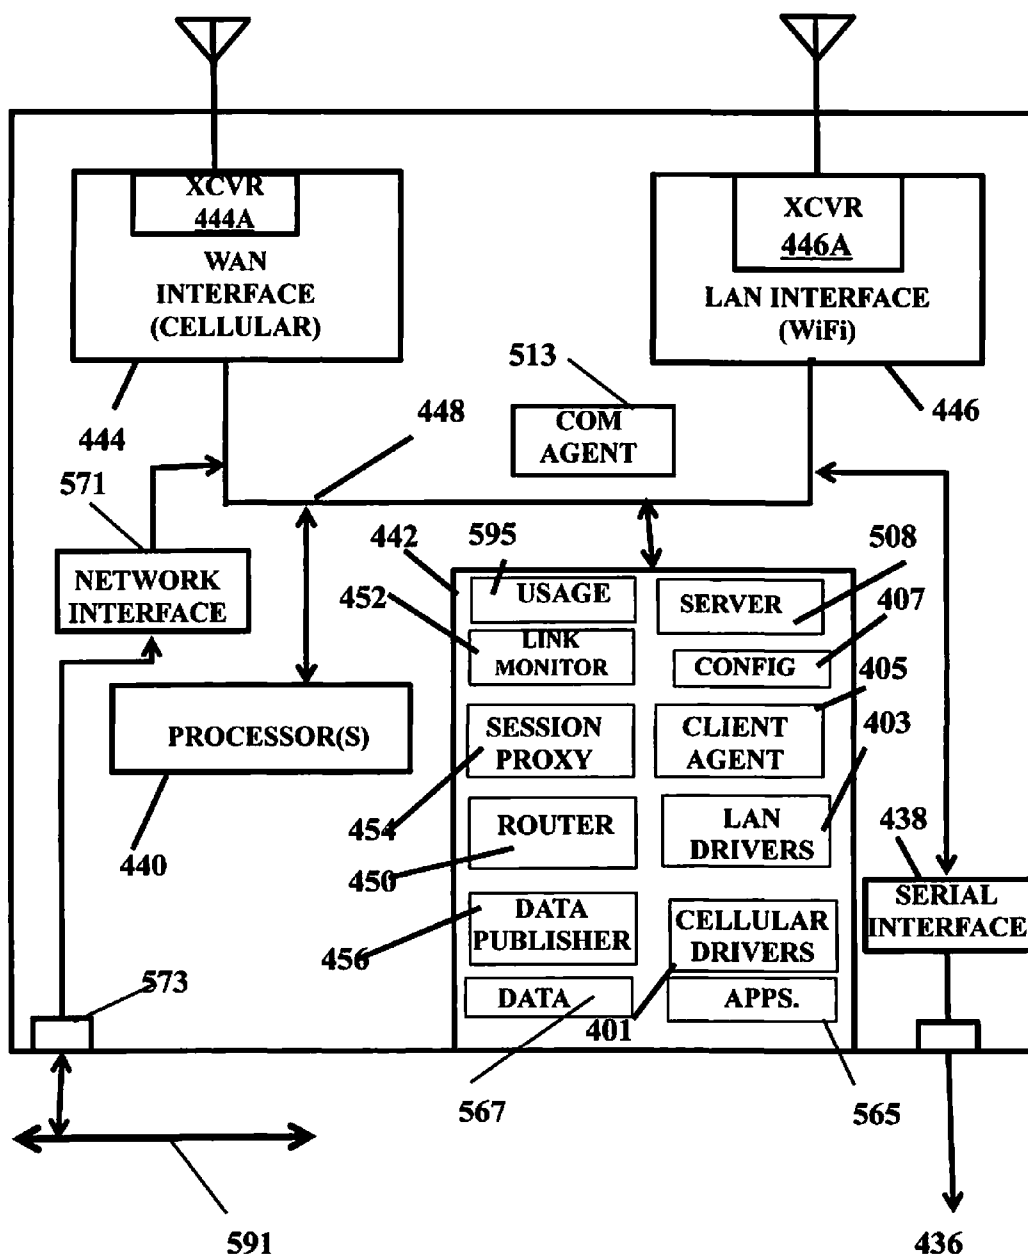 XCVR
444A
WAN
INTERFACE
(CELLULAR)
XCVR
446A
LAN INTERFACE
(WiFi)
513
444
448
COM
AGENT
446
571
442
595
508
NETWORK
INTERFACE
452
USAGE
SERVER
407
LINK
MONITOR
CONFIG
405
PROCESSOR(S)
SESSION
PROXY
CLIENT
AGENT
403
440
454
ROUTER
LAN
DRIVERS
438
450
SERIAL
INTERFACE
DATA
PUBLISHER
CELLULAR
DRIVERS
456
573
DATA
APPS.
401
567
565
591
436